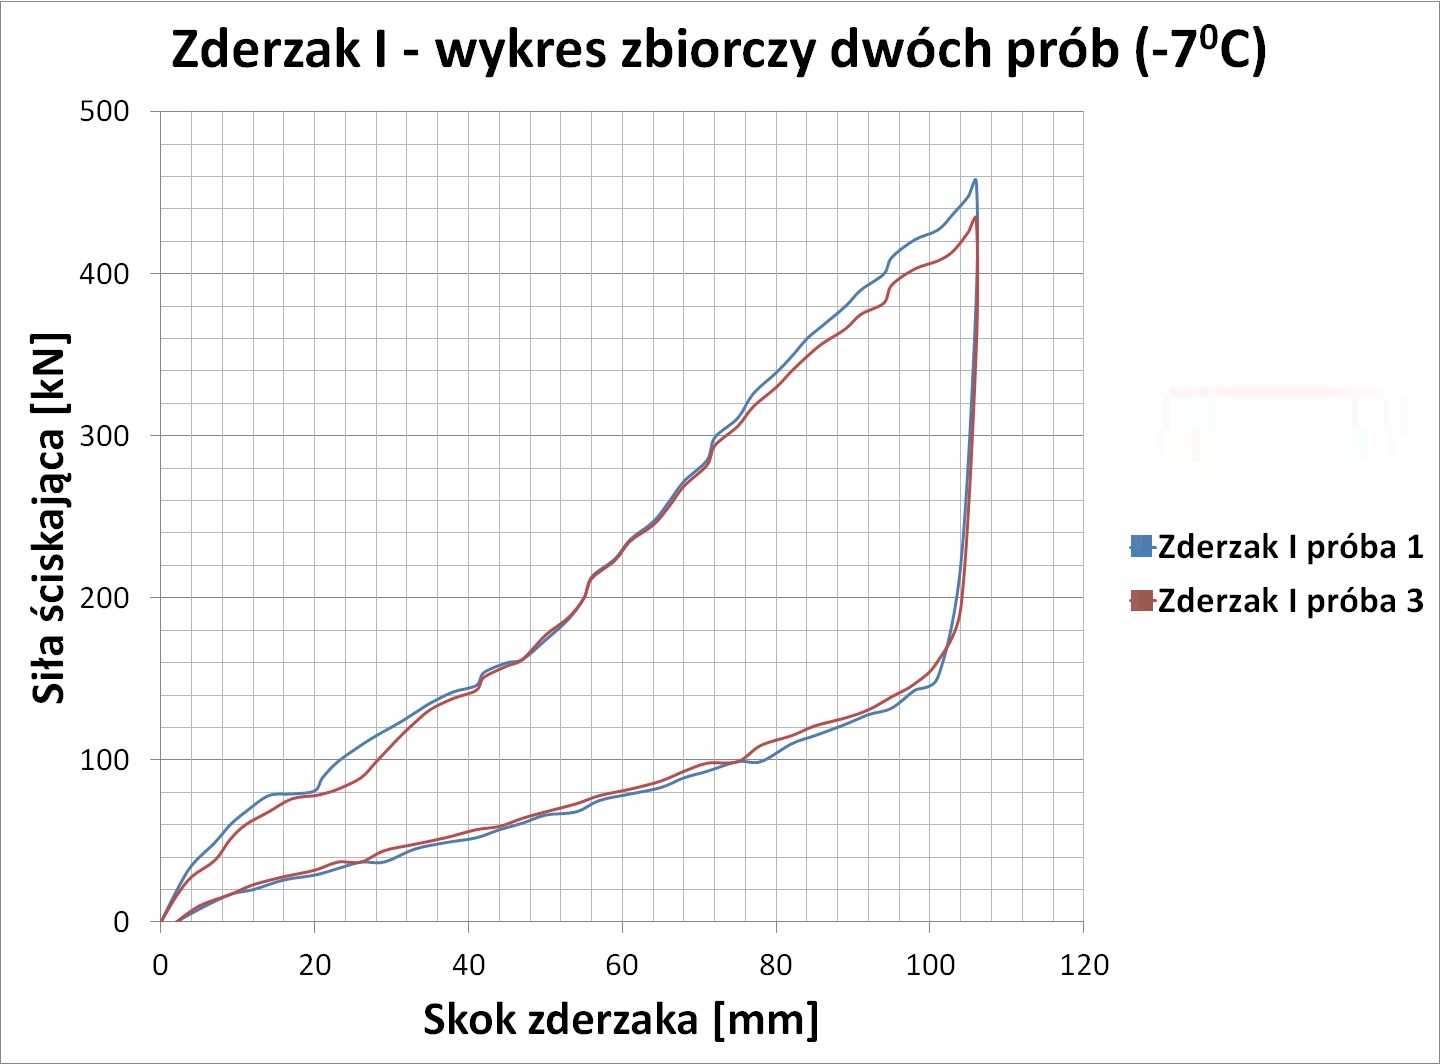 Zderzak I - wykres zbiorczy dwóch prób (-7⁰C)
500
400
300
200
100
0
Siła ściskająca [kN]
0 20 40 60 80 100 120
Skok zderzaka [mm]
Zderzak I próba 1
Zderzak I próba 3